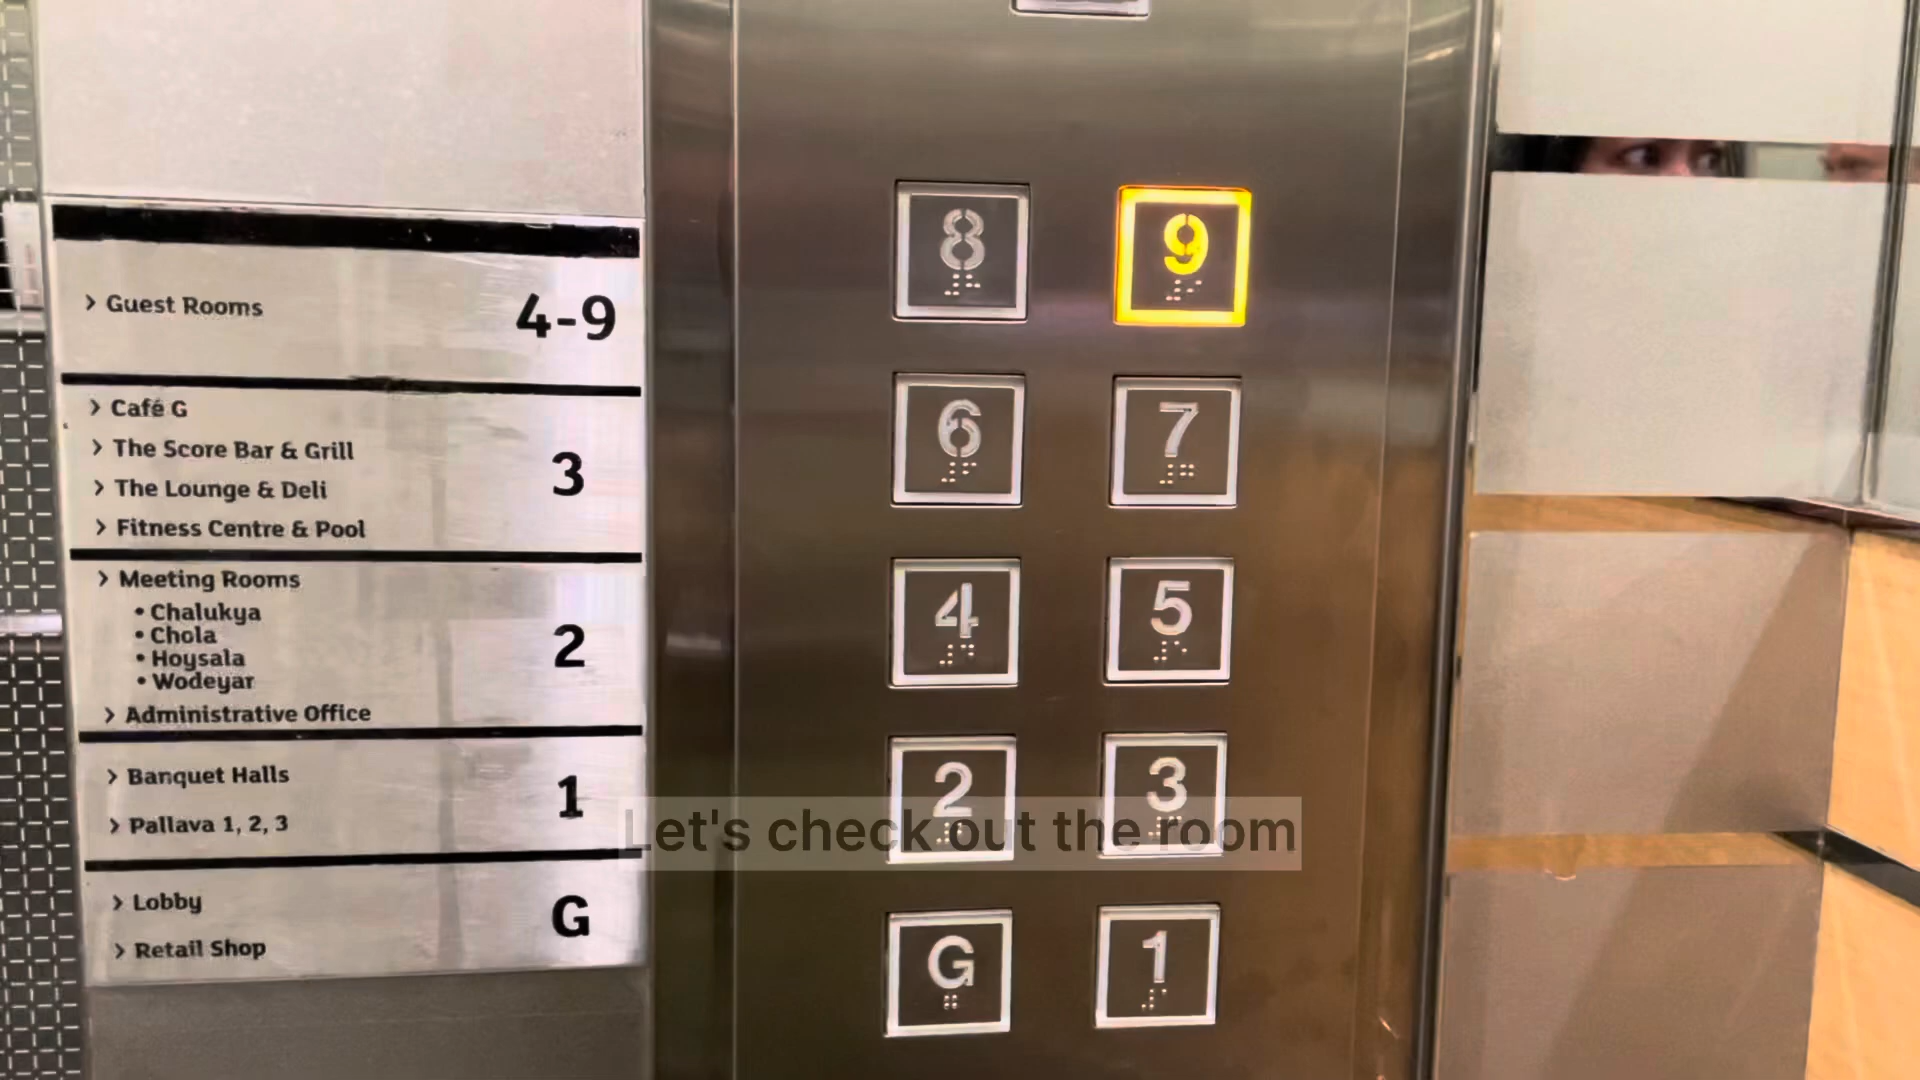 > Guest Rooms 4-9
> Café G
> The Score Bar & Grill
> The Lounge & Deli
> Fitness Centre & Pool
3
> Meeting Rooms
• Chalukya
• Chola
• Hoysala
• Wodeyar
> Administrative Office
2
> Banquet Halls
> Pallava 1, 2, 3
1
> Lobby
> Retail Shop
G
8 9
6 7
4 5
2 3
Let's check out the room
G 1